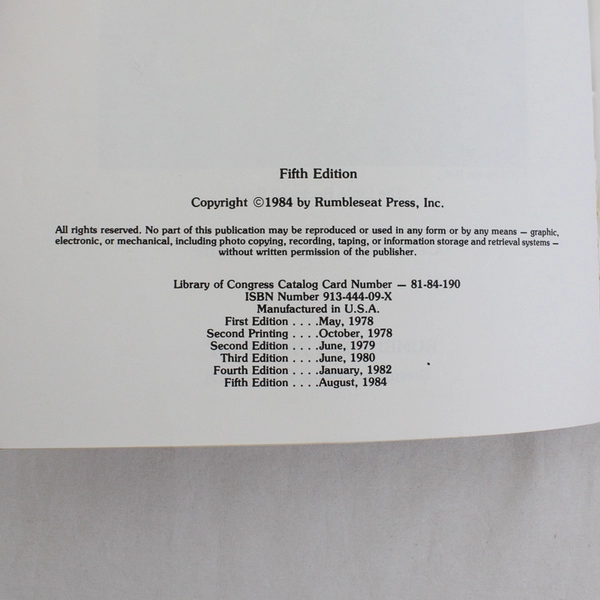 Fifth Edition
Copyright ©1984 by Rumbleseat Press, Inc.
All rights reserved. No part of this publication may be reproduced or used in any form or by any means — graphic,
electronic, or mechanical, including photo copying, recording, taping, or information storage and retrieval systems —
without written permission of the publisher.
Library of Congress Catalog Card Number — 81-84-190
ISBN Number 913-444-09-X
Manufactured in U.S.A.
First Edition . . . .May, 1978
Second Printing . . . .October, 1978
Second Edition . . . .June, 1979
Third Edition . . . .June, 1980
Fourth Edition . . . .January, 1982
Fifth Edition . . . .August, 1984